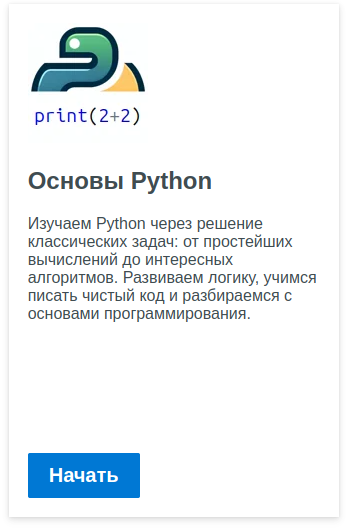 print(2+2)
Основы Python
Изучаем Python через решение
классических задач: от простейших
вычислений до интересных
алгоритмов. Развиваем логику, учимся
писать чистый код и разбираемся с
основами программирования.
Начать